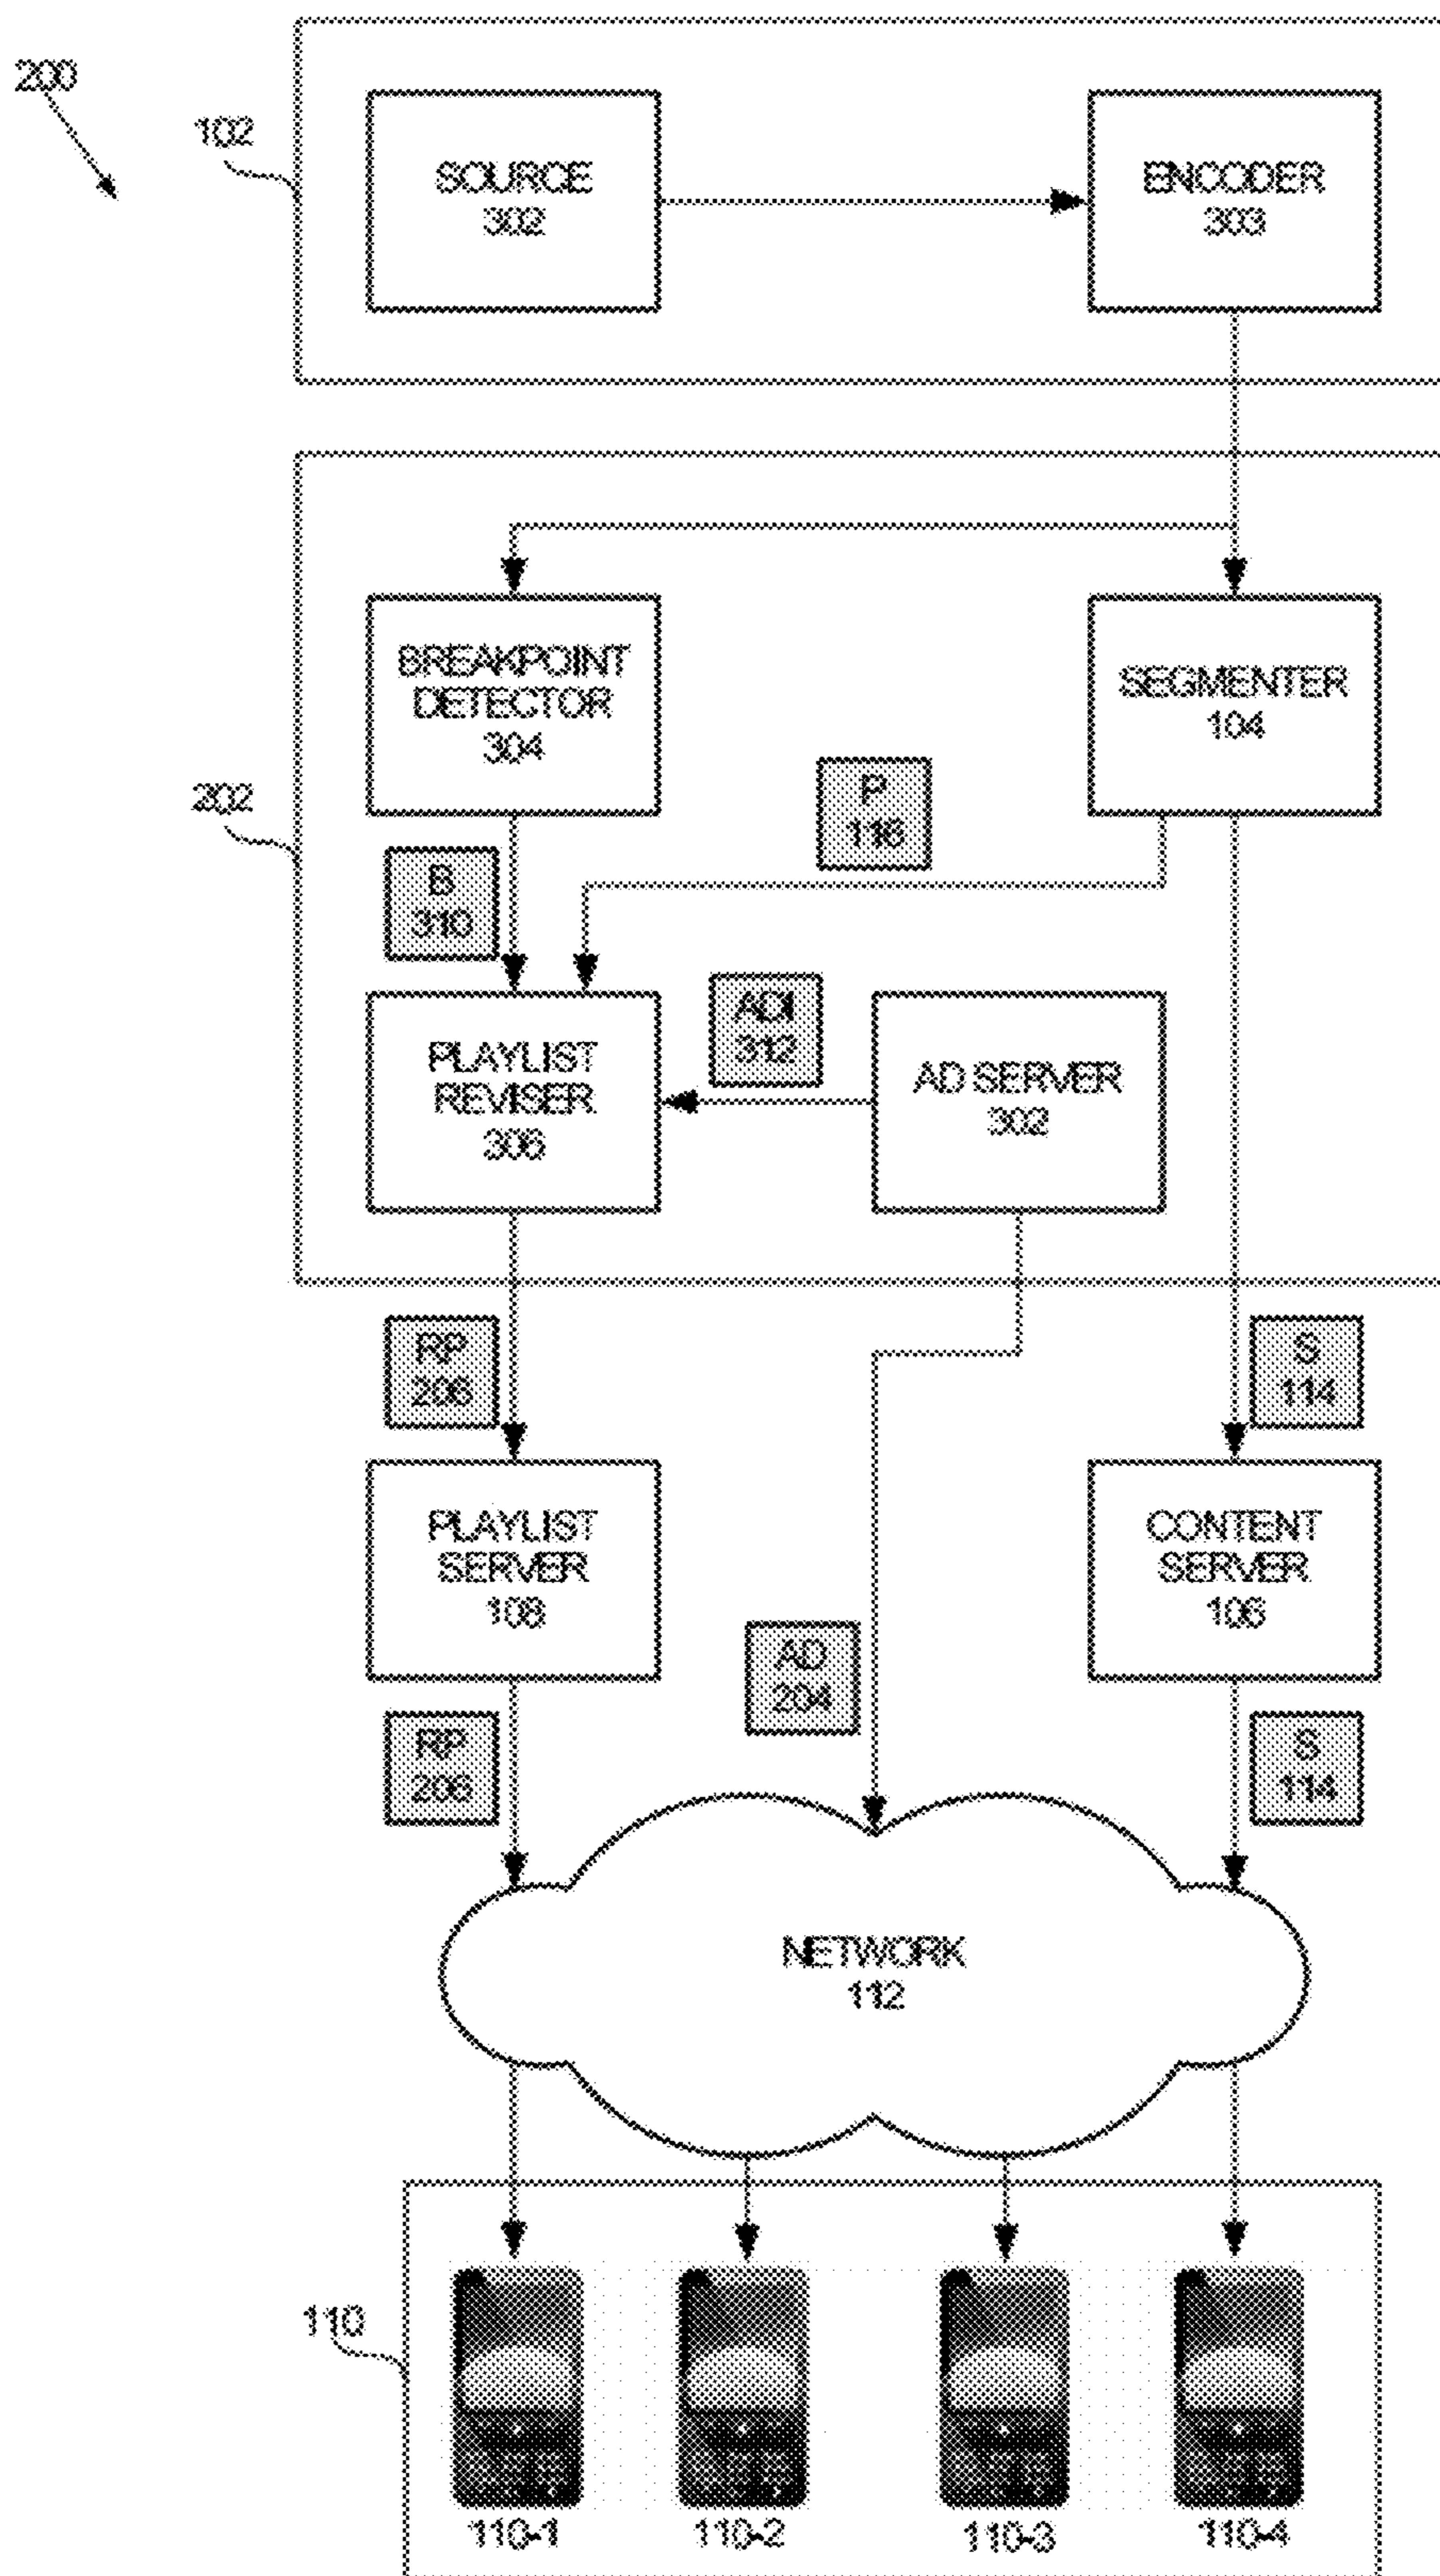 200
102
SOURCE
302
ENCODER
303
202
BREAKPOINT
DETECTOR
304
SEGMENTER
104
P
116
B
310
PLAYLIST
REVISER
306
ADI
312
AD SERVER
302
RP
206
S
114
PLAYLIST
SERVER
108
CONTENT
SERVER
106
AD
204
RP
206
S
114
NETWORK
112
110
110-1
110-2
110-3
110-4